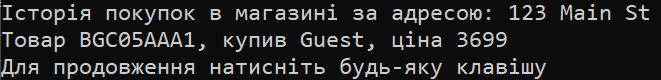 Історія покупок в магазині за адресою: 123 Main St
Товар BGC05AAA1, купив Guest, ціна 3699
Для продовження натисніть будь-яку клавішу